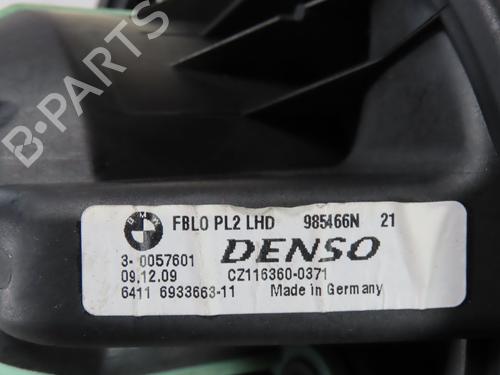 B-PARTS
BMW
FBLO PL2 LHD 985466N 21
3- 0057601 DENSO
09.12.09 CZ116360-0371
6411 6933663-11 Made in Germany